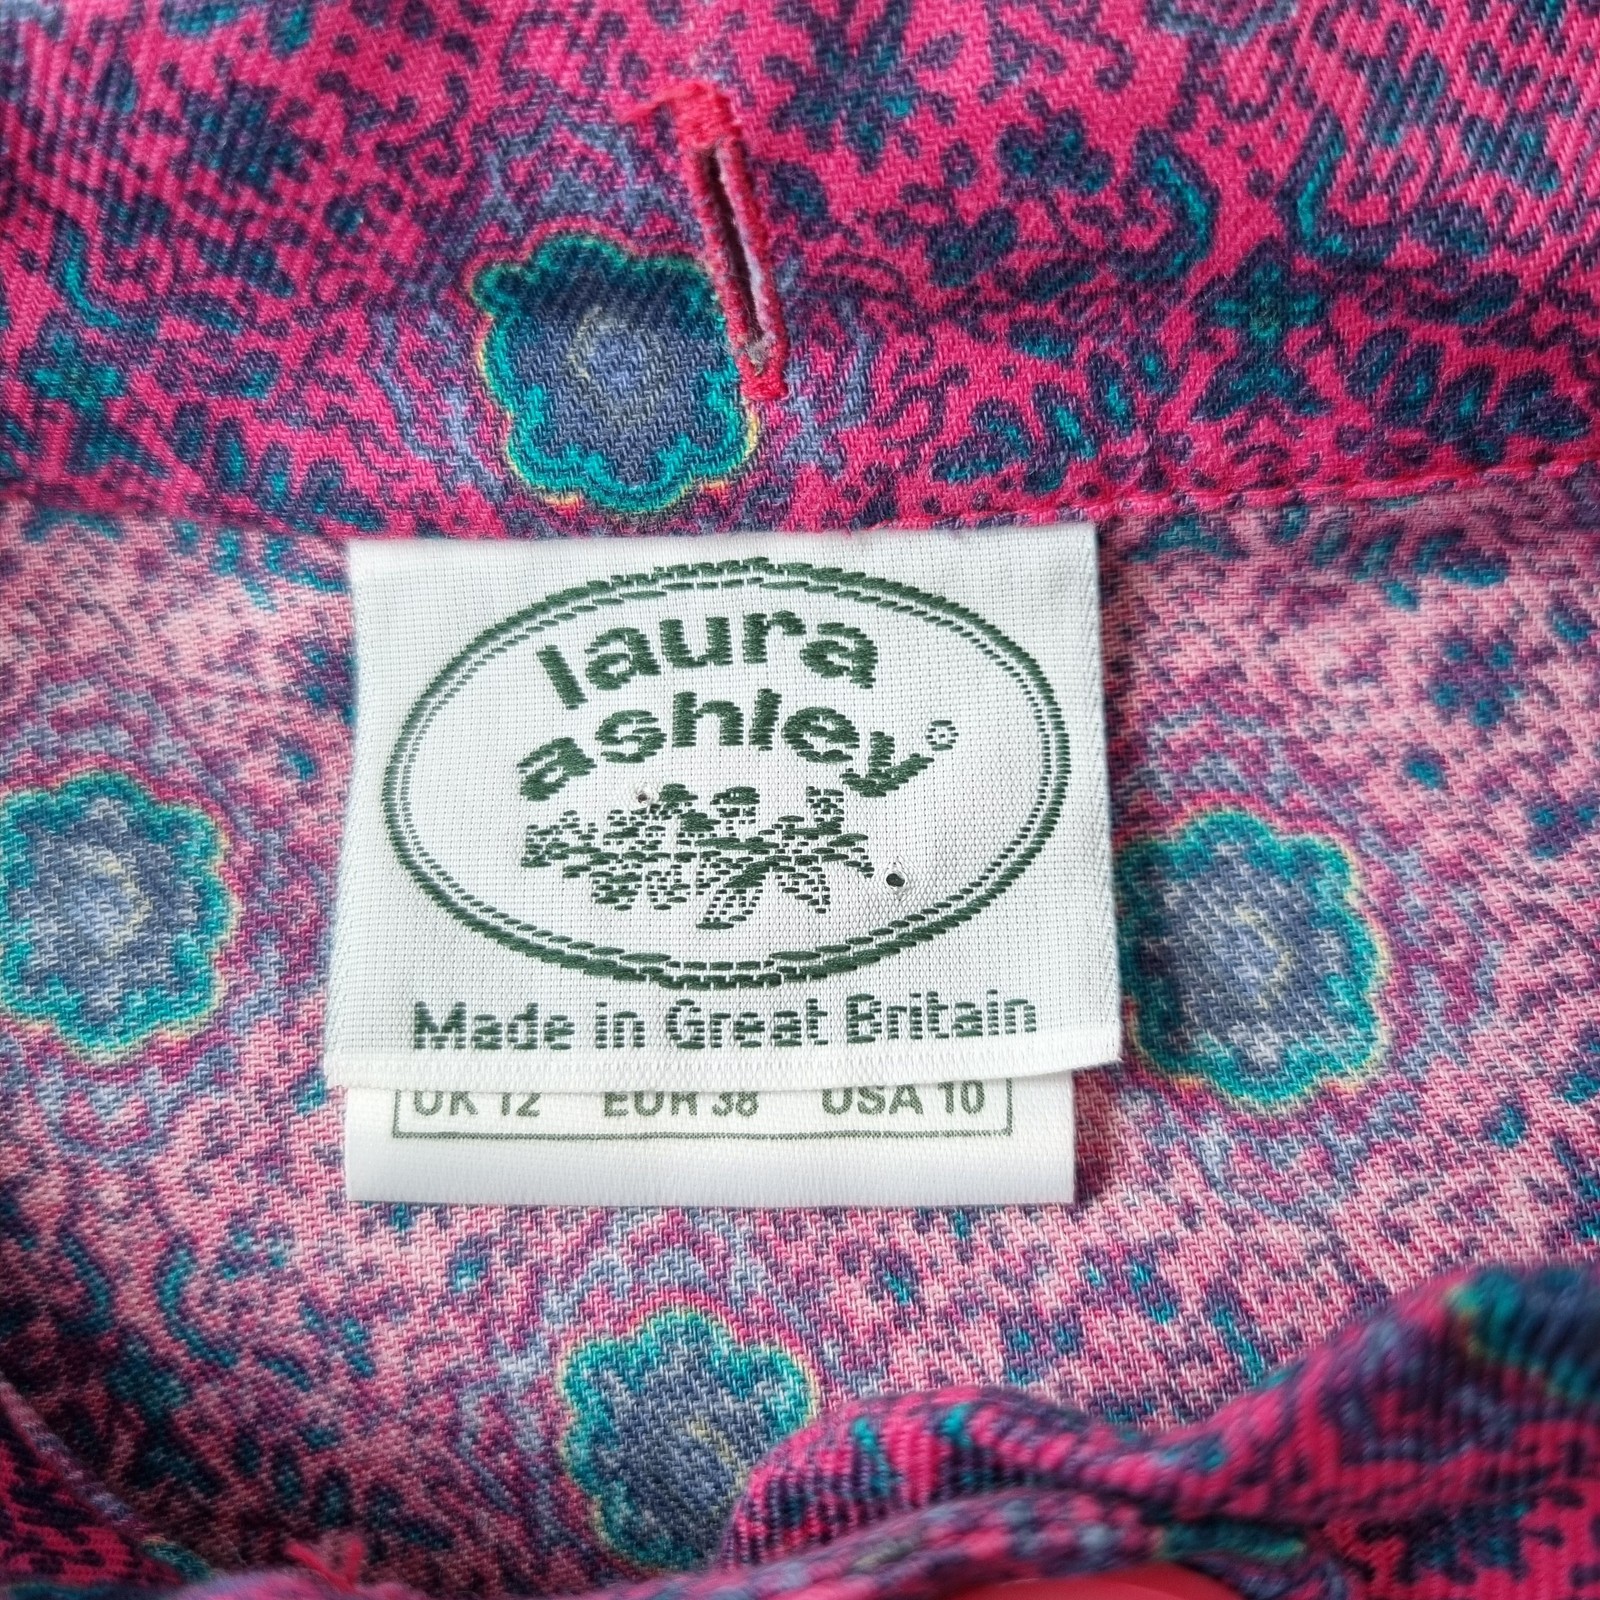 laura
ashley®
Made in Great Britain
UK 12 EUR 38 USA 10